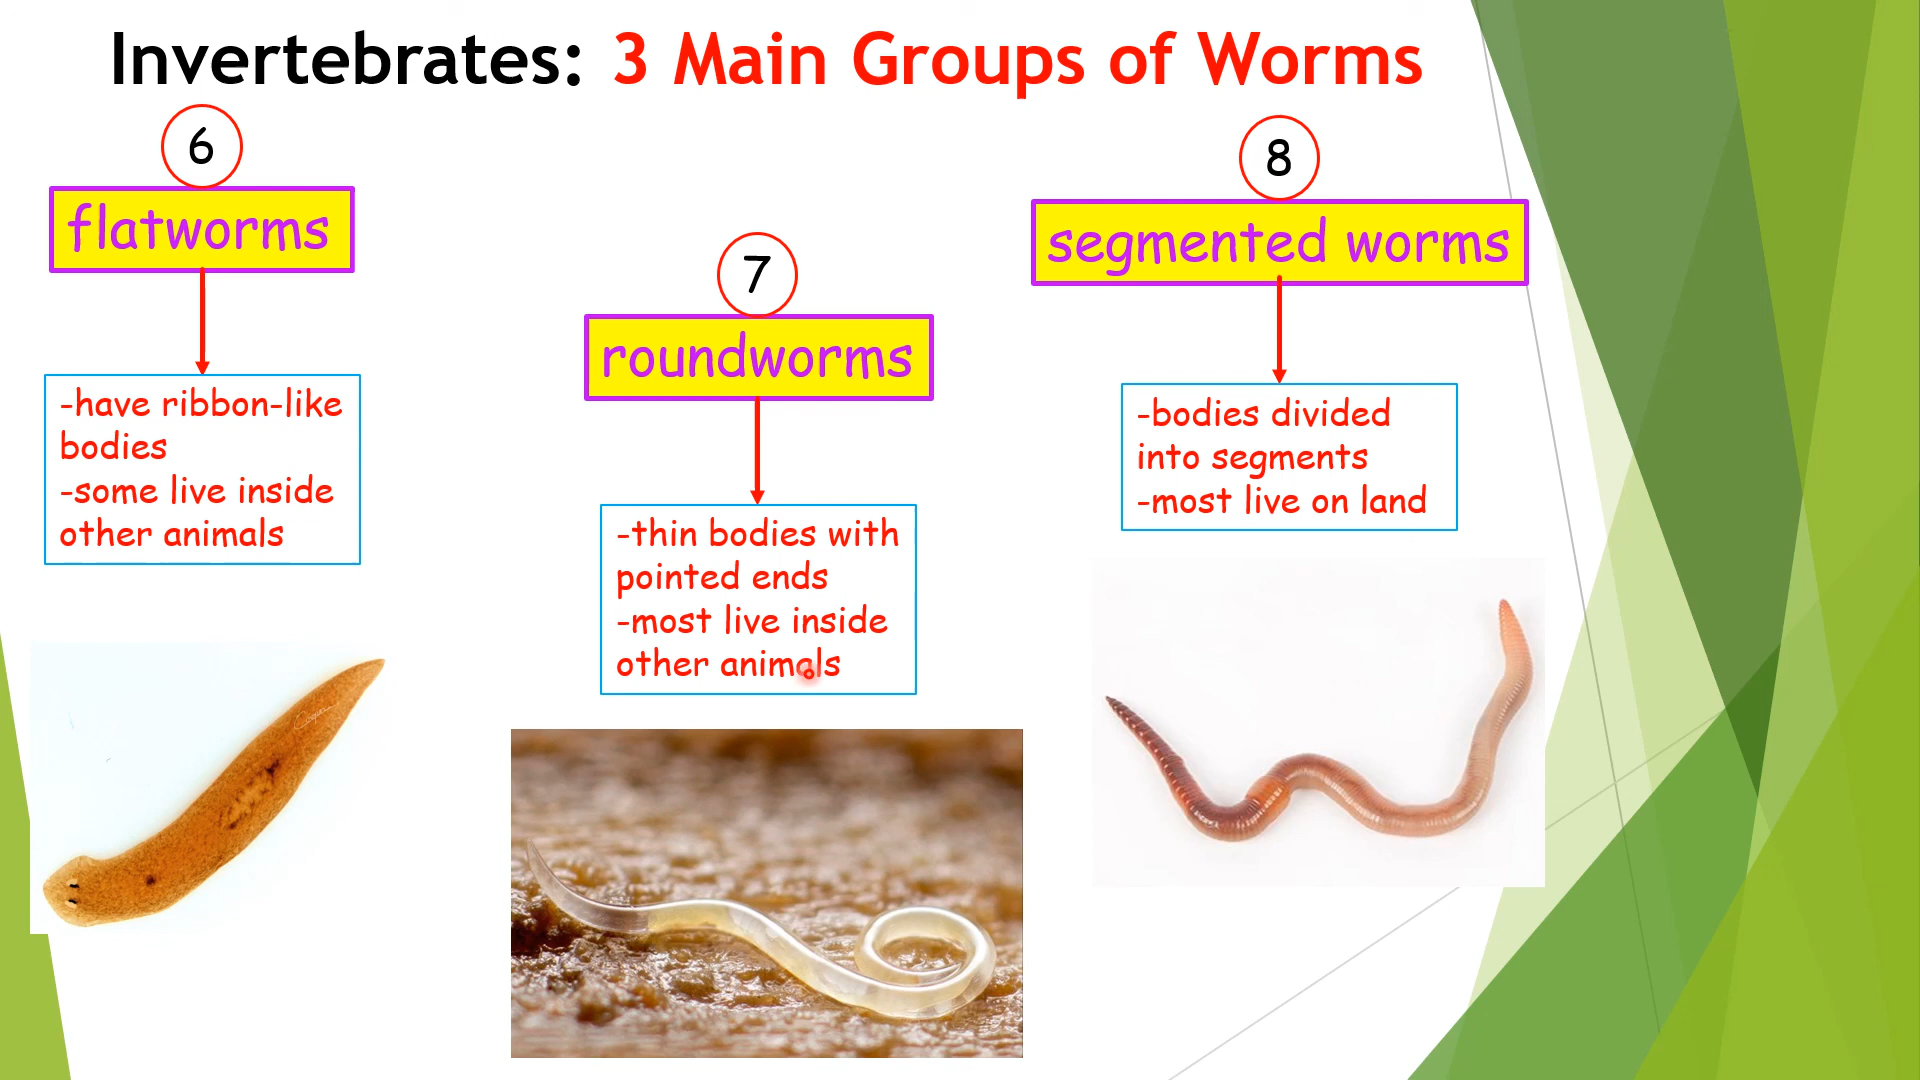 Invertebrates: 3 Main Groups of Worms
6
flatworms
-have ribbon-like
bodies
-some live inside
other animals
7
roundworms
-thin bodies with
pointed ends
-most live inside
other animals
8
segmented worms
-bodies divided
into segments
-most live on land